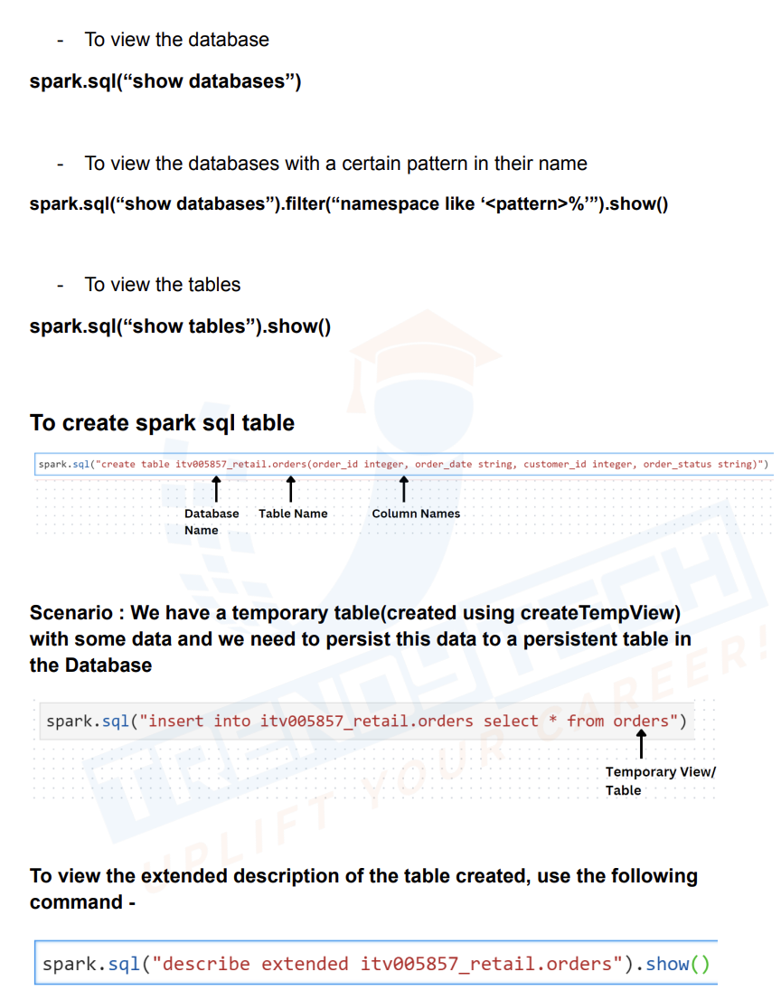 - To view the database
spark.sql(“show databases”)
- To view the databases with a certain pattern in their name
spark.sql(“show databases”).filter(“namespace like ‘<pattern>%’”).show()
- To view the tables
spark.sql(“show tables”).show()
To create spark sql table
spark.sql("create table itv005857_retail.orders(order_id integer, order_date string, customer_id integer, order_status string)")
Database Table Name Column Names
Name
Scenario : We have a temporary table(created using createTempView)
with some data and we need to persist this data to a persistent table in
the Database
spark.sql("insert into itv005857_retail.orders select * from orders")
Temporary View/
Table
TRENDYTECH
UPLIFT YOUR CAREER!
To view the extended description of the table created, use the following
command -
spark.sql("describe extended itv005857_retail.orders").show()